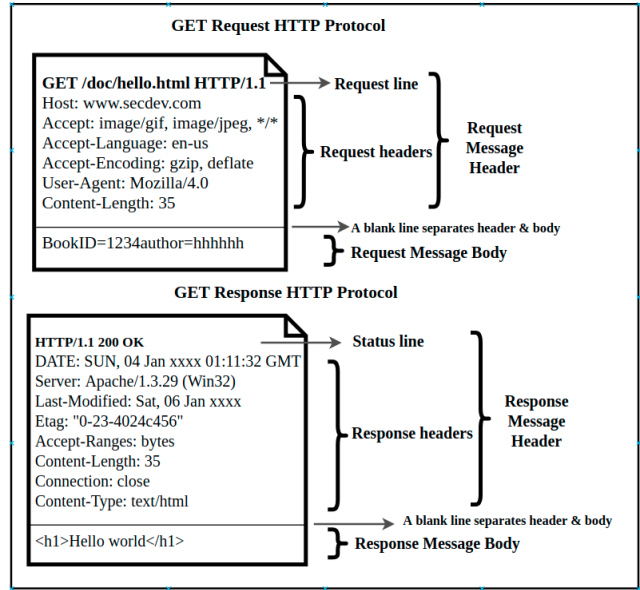 GET Request HTTP Protocol
GET /doc/hello.html HTTP/1.1
Request line
Host: www.secdev.com
Accept: image/gif, image/jpeg, */*
Accept-Language: en-us
Accept-Encoding: gzip, deflate
User-Agent: Mozilla/4.0
Content-Length: 35
Request headers
Request
Message
Header
A blank line separates header & body
BookID=1234author=hhhhhh
Request Message Body
GET Response HTTP Protocol
HTTP/1.1 200 OK
Status line
DATE: SUN, 04 Jan xxxx 01:11:32 GMT
Server: Apache/1.3.29 (Win32)
Last-Modified: Sat, 06 Jan xxxx
Etag: "0-23-4024c456"
Accept-Ranges: bytes
Content-Length: 35
Connection: close
Content-Type: text/html
Response headers
Response
Message
Header
A blank line separates header & body
<h1>Hello world</h1>
Response Message Body